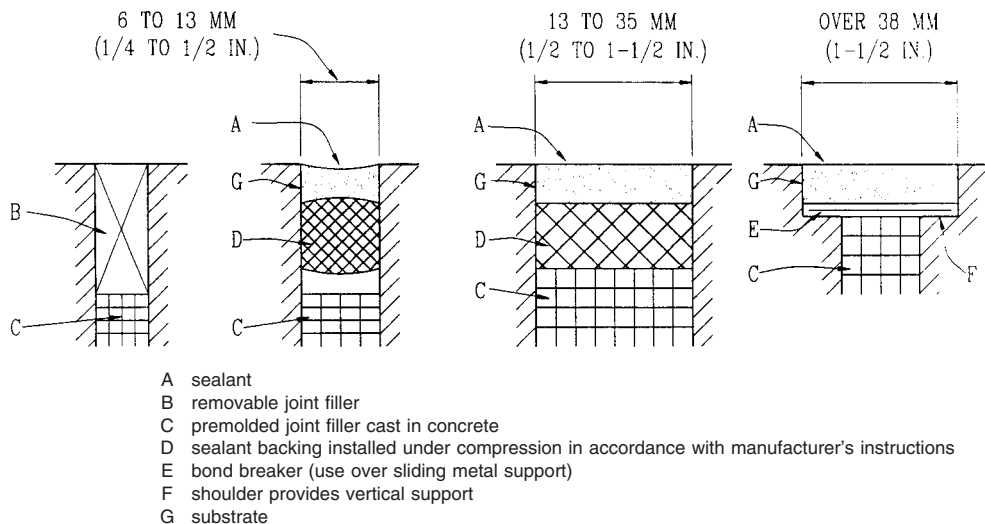 6 TO 13 MM
(1/4 TO 1/2 IN.)
13 TO 35 MM
(1/2 TO 1-1/2 IN.)
OVER 38 MM
(1-1/2 IN.)
A
A
A
G
G
G
B
D
D
E
C
C
C
C
F
A sealant
B removable joint filler
C premolded joint filler cast in concrete
D sealant backing installed under compression in accordance with manufacturer's instructions
E bond breaker (use over sliding metal support)
F shoulder provides vertical support
G substrate